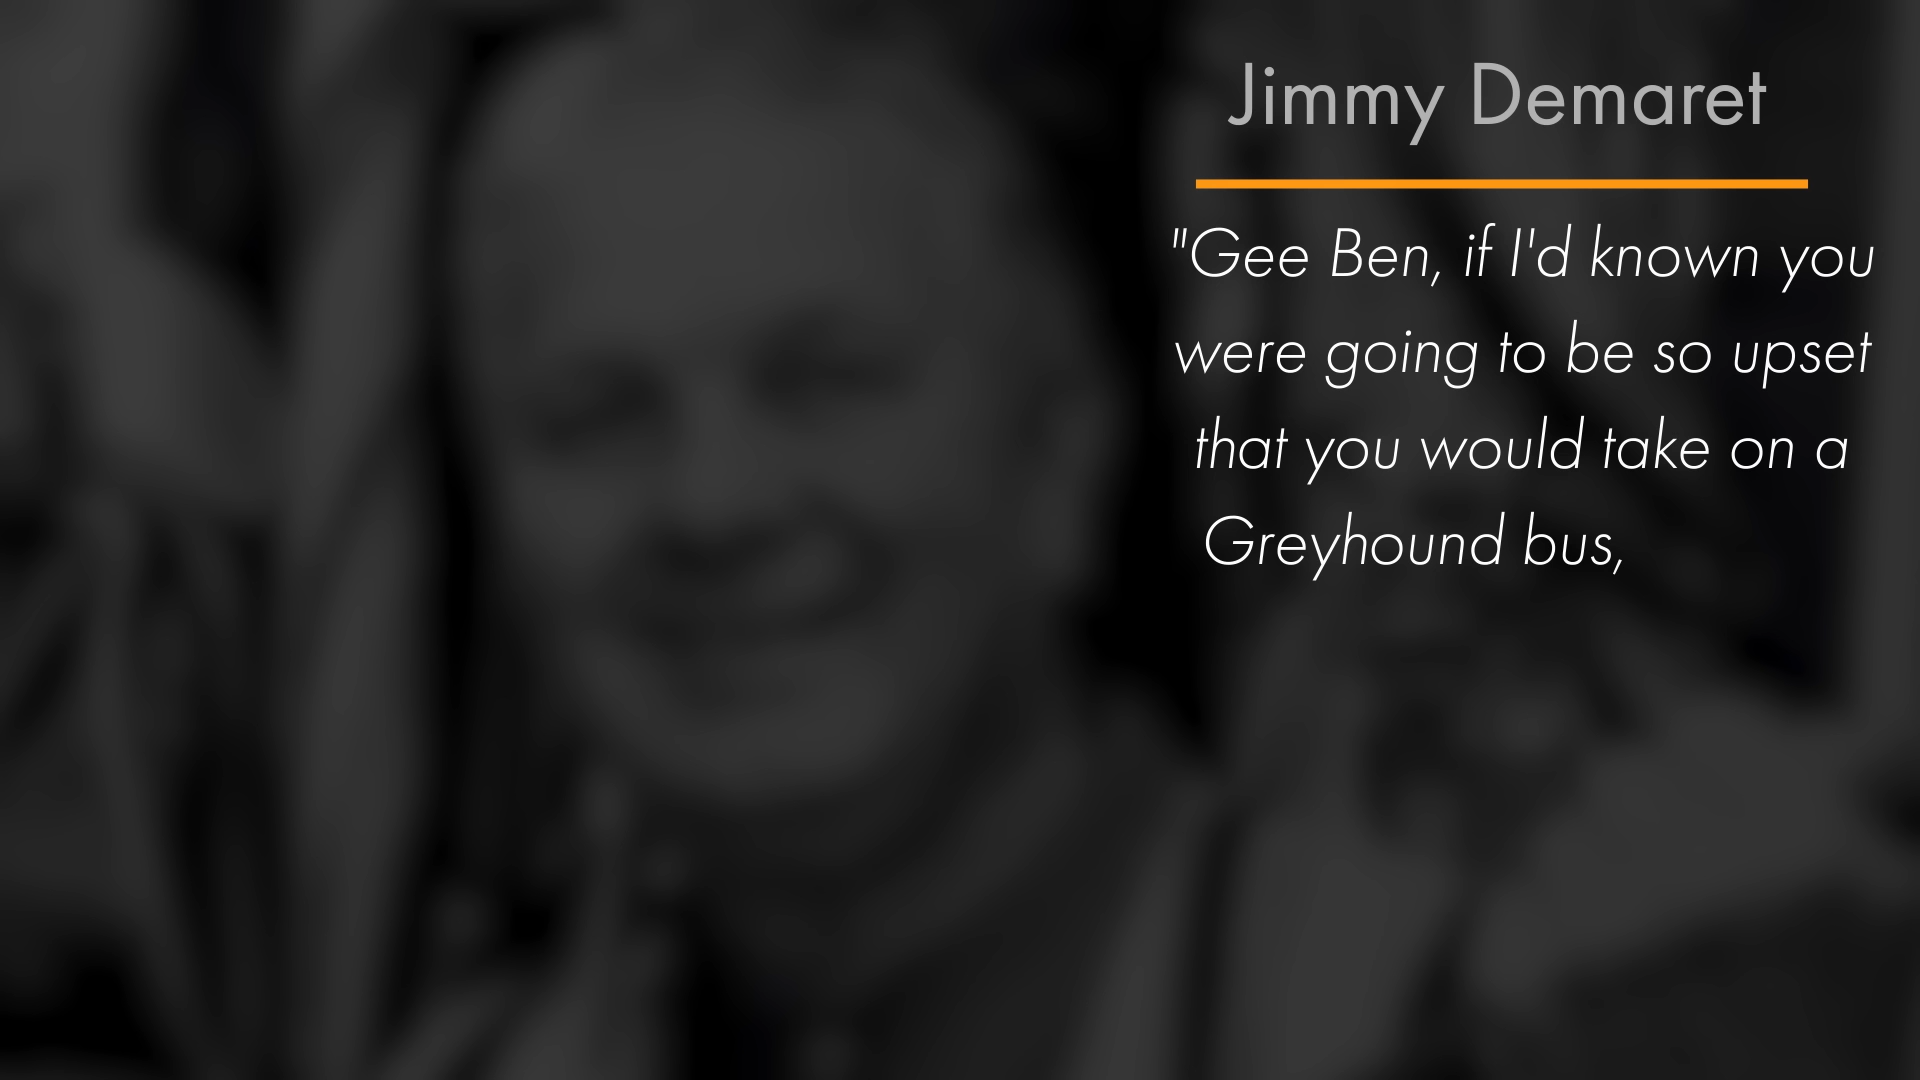 Jimmy Demaret
"Gee Ben, if I'd known you
were going to be so upset
that you would take on a
Greyhound bus,